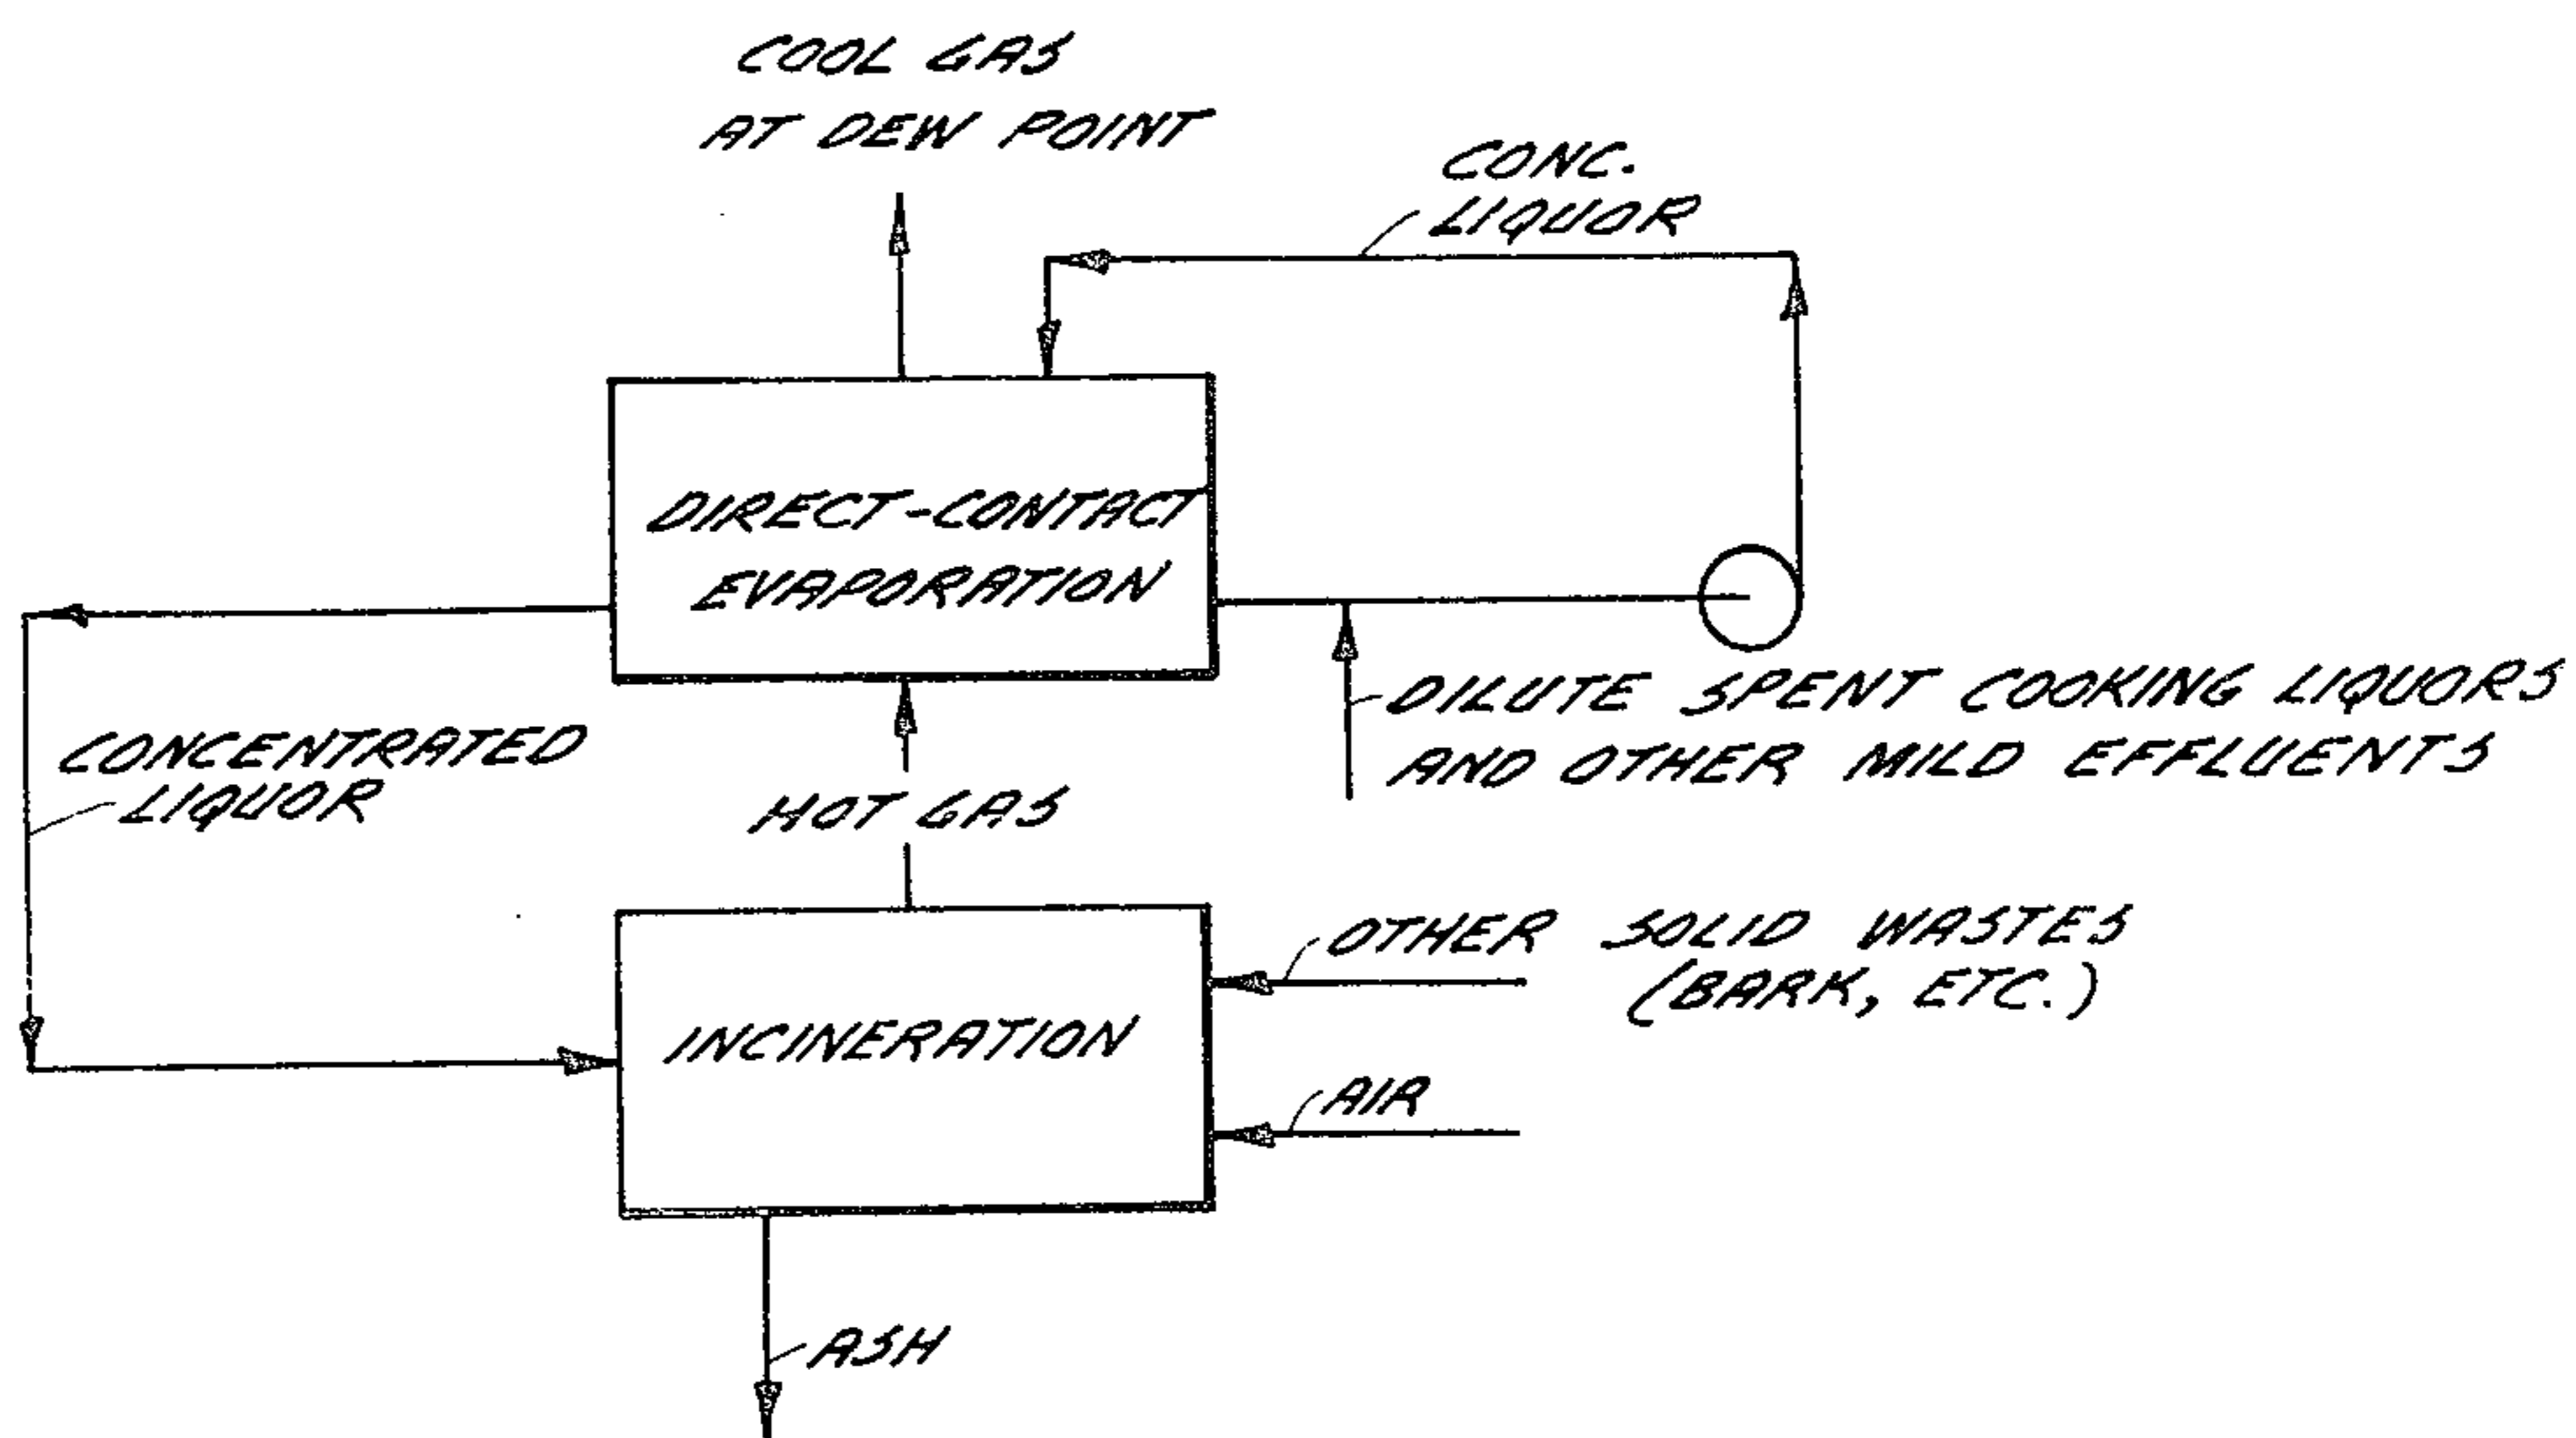 COOL GAS
AT DEW POINT
CONC.
LIQUOR
DIRECT-CONTACT
EVAPORATION
DILUTE SPENT COOKING LIQUORS
AND OTHER MILD EFFLUENTS
CONCENTRATED
LIQUOR
HOT GAS
OTHER SOLID WASTES
(BARK, ETC.)
INCINERATION
AIR
ASH